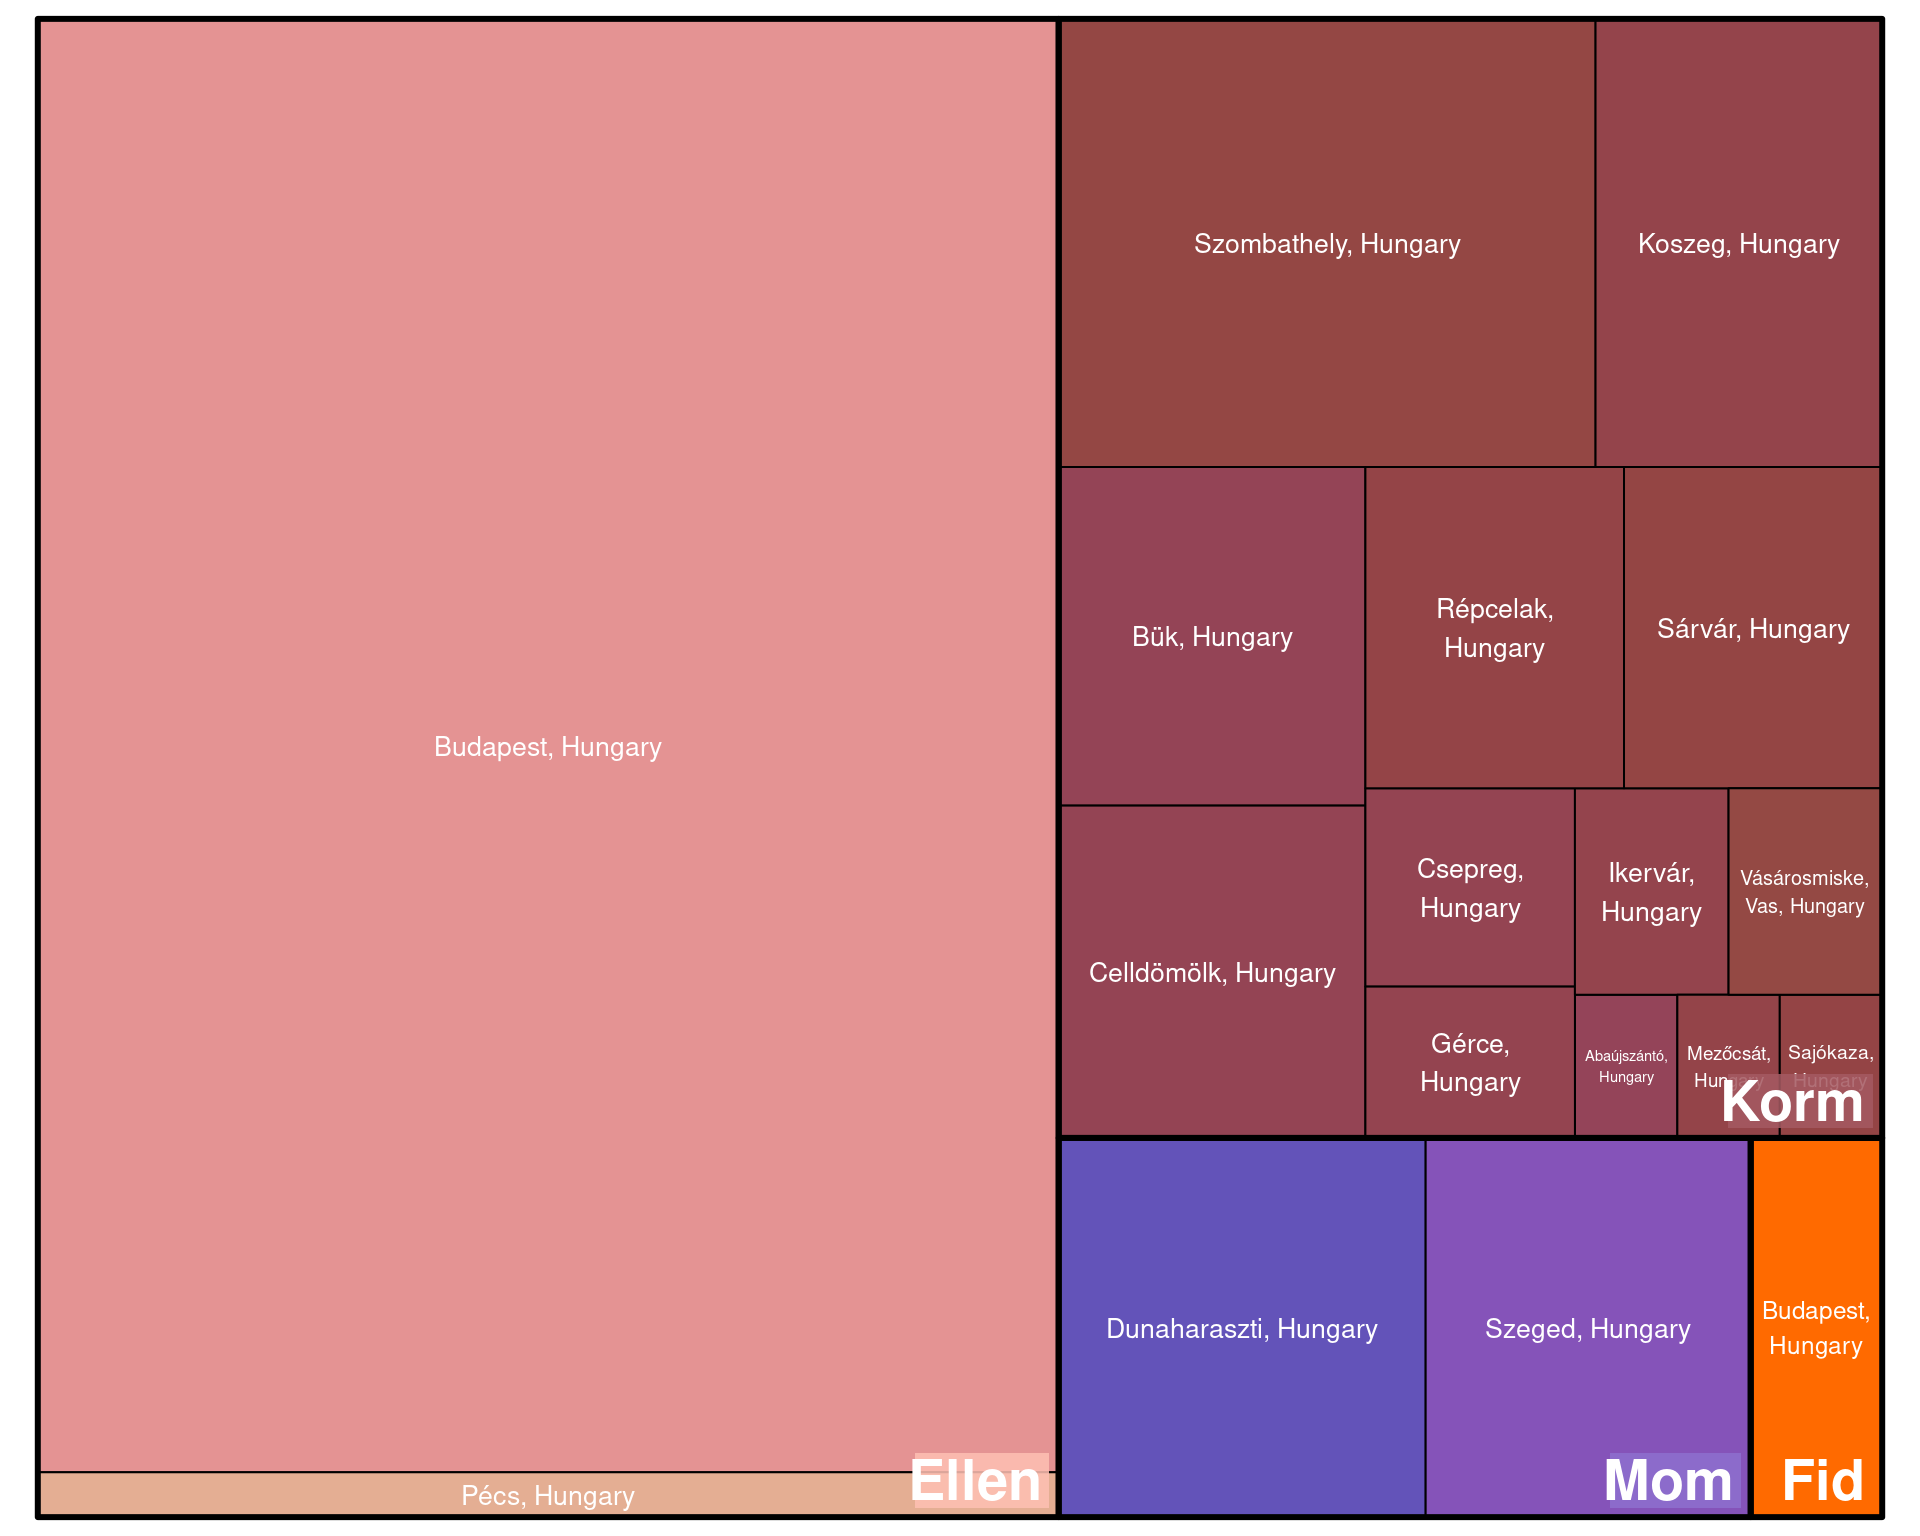 Budapest, Hungary
Pécs, Hungary
Ellen
Szombathely, Hungary
Koszeg, Hungary
Bük, Hungary
Répcelak,
Hungary
Sárvár, Hungary
Celldömölk, Hungary
Csepreg,
Hungary
Ikervár,
Hungary
Vásárosmiske,
Vas, Hungary
Gérce,
Hungary
Abaújszántó,
Hungary
Mezőcsát,
Hungary
Sajókaza,
Hungary
Korm
Dunaharaszti, Hungary
Szeged, Hungary
Mom
Budapest,
Hungary
Fid